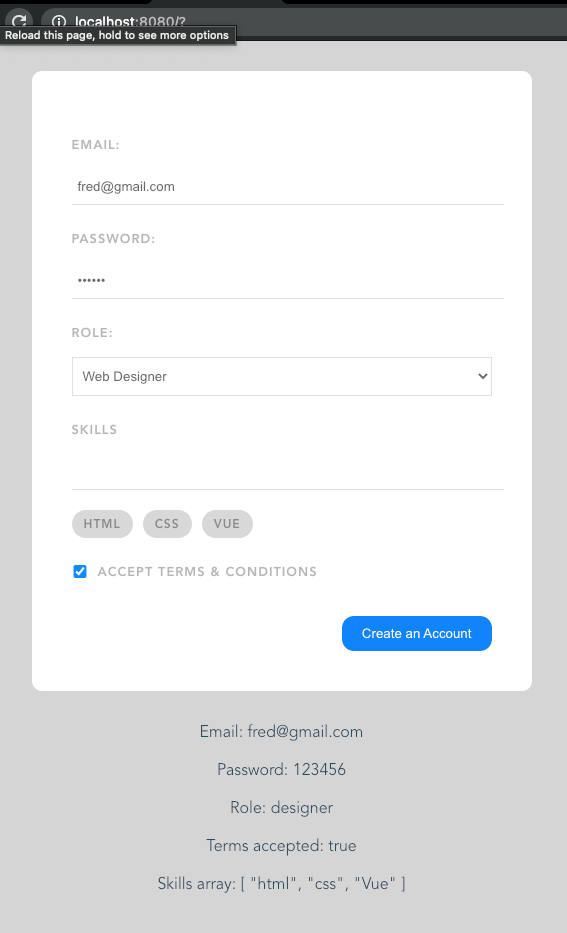 localhost:8080/?
Reload this page, hold to see more options
EMAIL:
fred@gmail.com
PASSWORD:
••••••
ROLE:
Web Designer
SKILLS
HTML CSS VUE
ACCEPT TERMS & CONDITIONS
Create an Account
Email: fred@gmail.com
Password: 123456
Role: designer
Terms accepted: true
Skills array: [ "html", "css", "Vue" ]